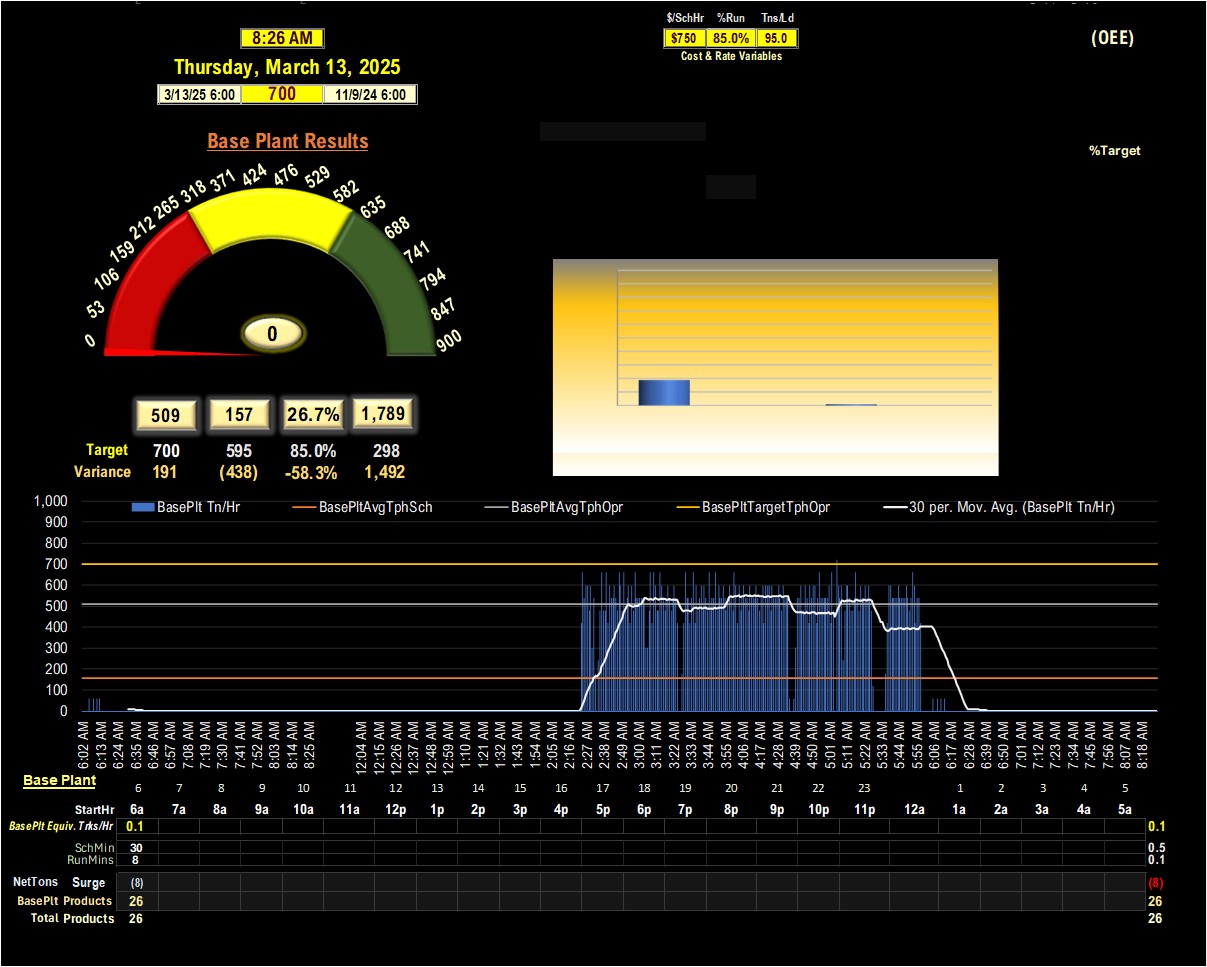 $/SchHr %Run Tns/Ld
8:26 AM
$750 85.0% 95.0
(OEE)
Cost & Rate Variables
Thursday, March 13, 2025
3/13/25 6:00 700 11/9/24 6:00
Base Plant Results
%Target
0 53 106 159 212 265 318 371 424 476 529 582 635 688 741 794 847 900
0
509 157 26.7% 1,789
Target 700 595 85.0% 298
Variance 191 (438) -58.3% 1,492
BasePlt Tn/Hr BasePltAvgTphSch BasePltAvgTphOpr BasePltTargetTphOpr 30 per. Mov. Avg. (BasePlt Tn/Hr)
1,000
900
800
700
600
500
400
300
200
100
0
6:02 AM 6:13 AM 6:24 AM 6:35 AM 6:46 AM 6:57 AM 7:08 AM 7:19 AM 7:30 AM 7:41 AM 7:52 AM 8:03 AM 8:14 AM 8:25 AM 12:04 AM 12:15 AM 12:26 AM 12:37 AM 12:48 AM 12:59 AM 1:10 AM 1:21 AM 1:32 AM 1:43 AM 1:54 AM 2:05 AM 2:16 AM 2:27 AM 2:38 AM 2:49 AM 3:00 AM 3:11 AM 3:22 AM 3:33 AM 3:44 AM 3:55 AM 4:06 AM 4:17 AM 4:28 AM 4:39 AM 4:50 AM 5:01 AM 5:11 AM 5:22 AM 5:33 AM 5:44 AM 5:55 AM 6:06 AM 6:17 AM 6:28 AM 6:39 AM 6:50 AM 7:01 AM 7:12 AM 7:23 AM 7:34 AM 7:45 AM 7:56 AM 8:07 AM 8:18 AM
Base Plant
6 7 8 9 10 11 12 13 14 15 16 17 18 19 20 21 22 23 1 2 3 4 5
StartHr 6a 7a 8a 9a 10a 11a 12p 1p 2p 3p 4p 5p 6p 7p 8p 9p 10p 11p 12a 1a 2a 3a 4a 5a
BasePlt Equiv. Trks/Hr 0.1 0.1
SchMin 30 0.5
RunMins 8 0.1
NetTons Surge (8) (8)
BasePlt Products 26 26
Total Products 26 26